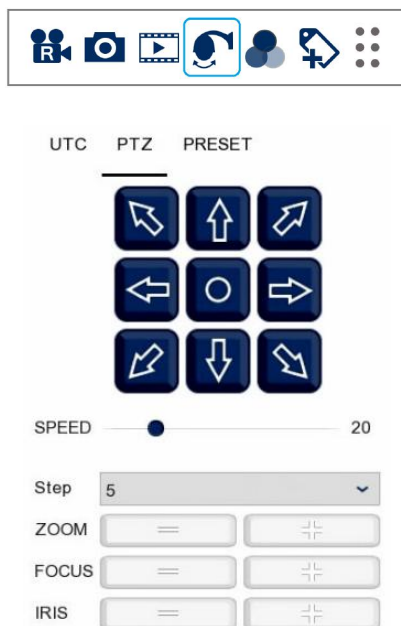 R
UTC PTZ PRESET
SPEED 20
Step 5
ZOOM
FOCUS
IRIS